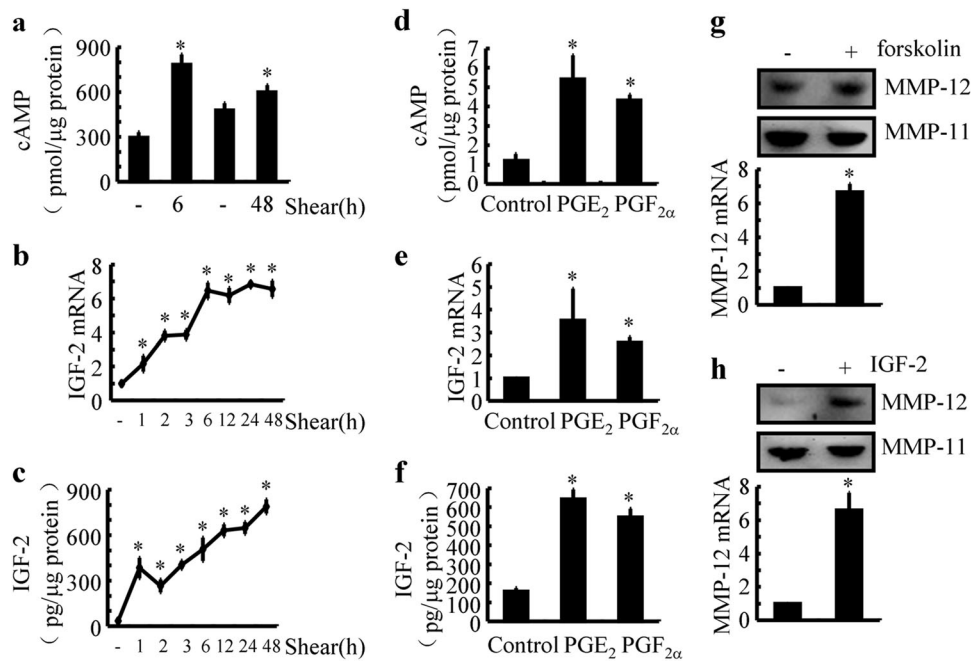 a
cAMP
( pmol/μg protein)
900
600
300
0
*
*
- 6 - 48 Shear(h)
b
IGF-2 mRNA
8
6
4
2
0
* * * * * * *
- 1 2 3 6 12 24 48 Shear(h)
c
IGF-2
( pg/μg protein )
900
600
300
0
* * * * * * *
- 1 2 3 6 12 24 48 Shear(h)
d
cAMP
( pmol/μg protein)
7
6
5
4
3
2
1
0
*
*
Control PGE2 PGF2α
e
IGF-2 mRNA
6
5
4
3
2
1
0
*
*
Control PGE2 PGF2α
f
IGF-2
( pg/μg protein )
700
600
500
400
300
200
100
0
*
*
Control PGE2 PGF2α
g
- + forskolin
MMP-12
MMP-11
MMP-12 mRNA
8
6
4
2
0
*
h
- + IGF-2
MMP-12
MMP-11
MMP-12 mRNA
8
6
4
2
0
*